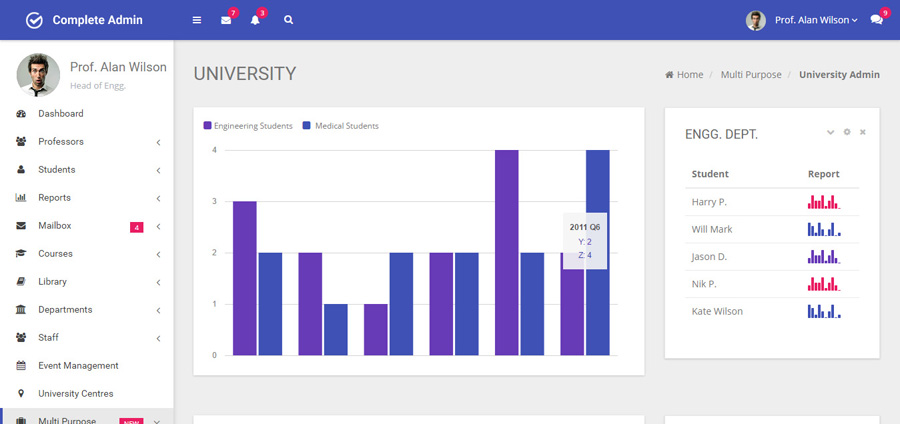 Complete Admin
7
3
Prof. Alan Wilson
9
Prof. Alan Wilson
Head of Engg.
Dashboard
Professors
Students
Reports
Mailbox 4
Courses
Library
Departments
Staff
Event Management
University Centres
Multi Purpose NEW
UNIVERSITY
Home / Multi Purpose / University Admin
Engineering Students Medical Students
4
3
2
1
0
2011 Q6
Y: 2
Z: 4
ENGG. DEPT.
Student Report
Harry P.
Will Mark
Jason D.
Nik P.
Kate Wilson